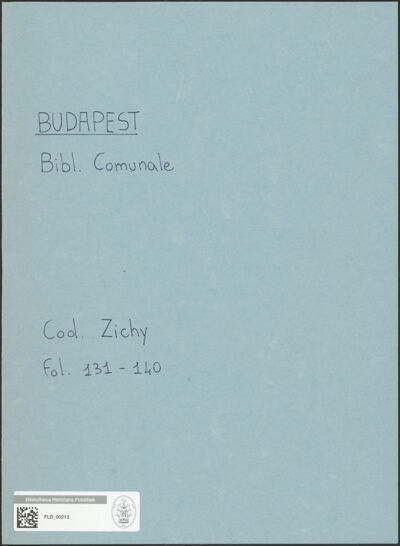 BUDAPEST
Bibl. Comunale
Cod. Zichy
Fol. 131 - 140
Bibliotheca Hertziana Fotothek
FLD_00213